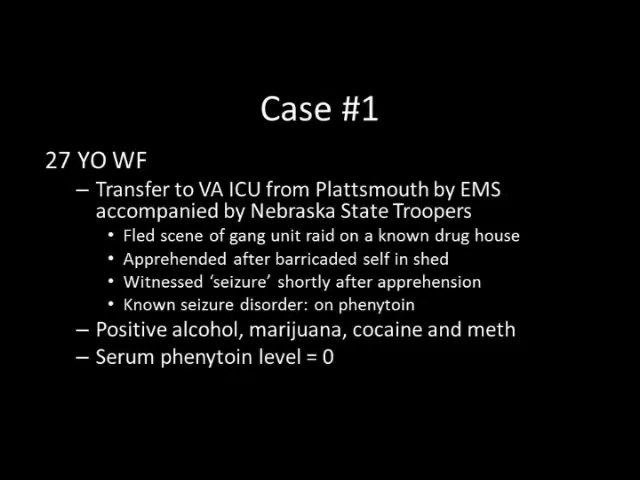 Case #1
27 YO WF
– Transfer to VA ICU from Plattsmouth by EMS
accompanied by Nebraska State Troopers
• Fled scene of gang unit raid on a known drug house
• Apprehended after barricaded self in shed
• Witnessed ‘seizure’ shortly after apprehension
• Known seizure disorder: on phenytoin
– Positive alcohol, marijuana, cocaine and meth
– Serum phenytoin level = 0